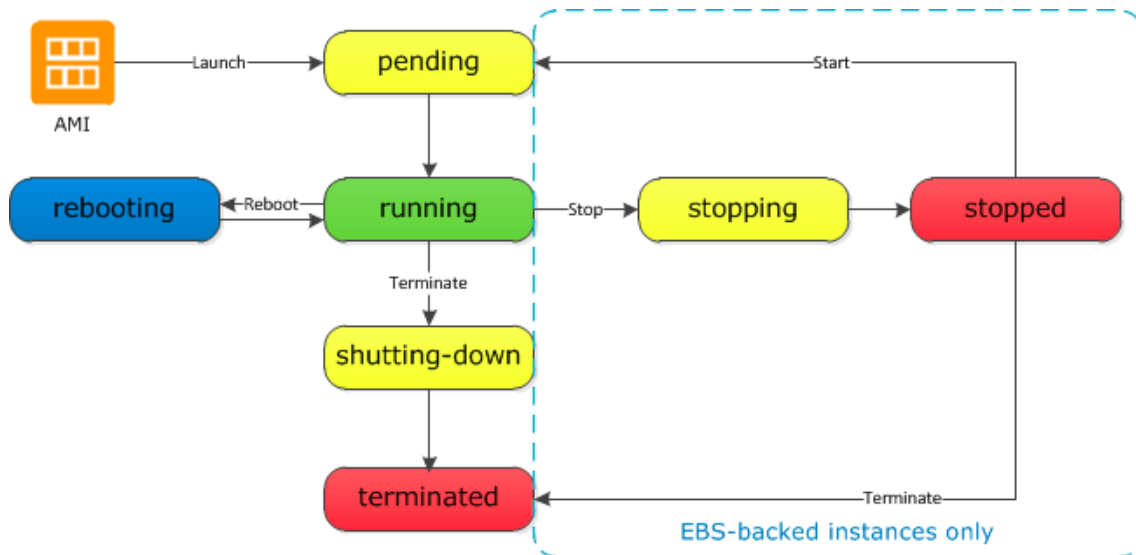 Launch
pending
Start
AMI
rebooting
Reboot
running
Stop
stopping
stopped
Terminate
shutting-down
terminated
Terminate
EBS-backed instances only